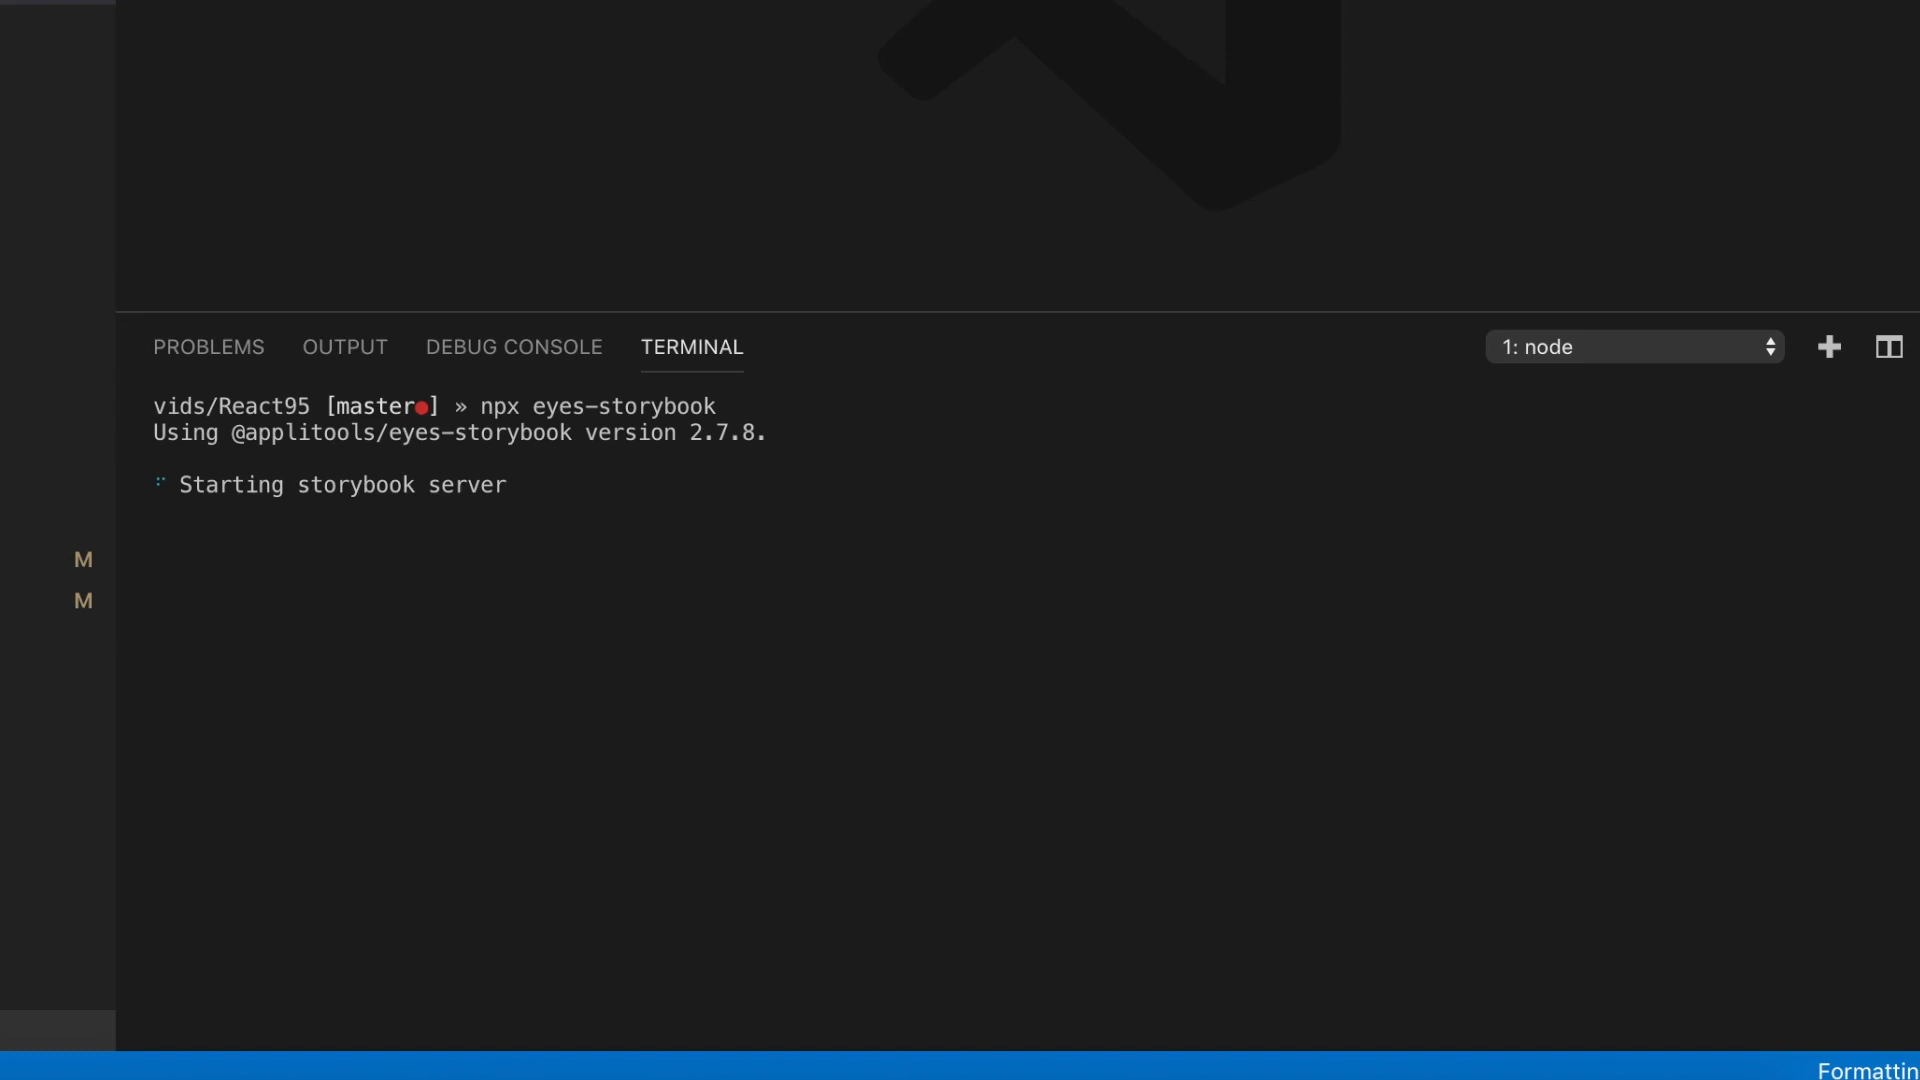 PROBLEMS OUTPUT DEBUG CONSOLE TERMINAL 1: node
vids/React95 [master●] » npx eyes-storybook
Using @applitools/eyes-storybook version 2.7.8.
Starting storybook server
M
M
Formattin